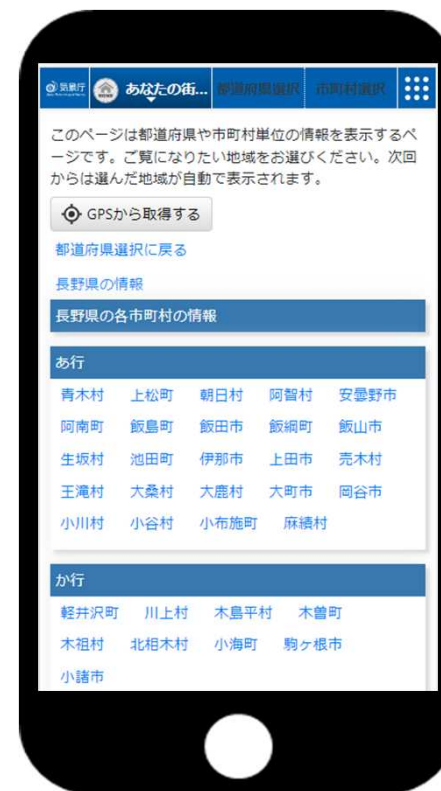 気象庁
HOME
あなたの街...
都道府県選択
市町村選択
このページは都道府県や市町村単位の情報を表示するペ
ージです。ご覧になりたい地域をお選びください。次回
からは選んだ地域が自動で表示されます。
GPSから取得する
都道府県選択に戻る
長野県の情報
長野県の各市町村の情報
あ行
青木村 上松町 朝日村 阿智村 安曇野市
阿南町 飯島町 飯田市 飯綱町 飯山市
生坂村 池田町 伊那市 上田市 売木村
王滝村 大桑村 大鹿村 大町市 岡谷市
小川村 小谷村 小布施町 麻績村
か行
軽井沢町 川上村 木島平村 木曽町
木祖村 北相木村 小海町 駒ヶ根市
小諸市